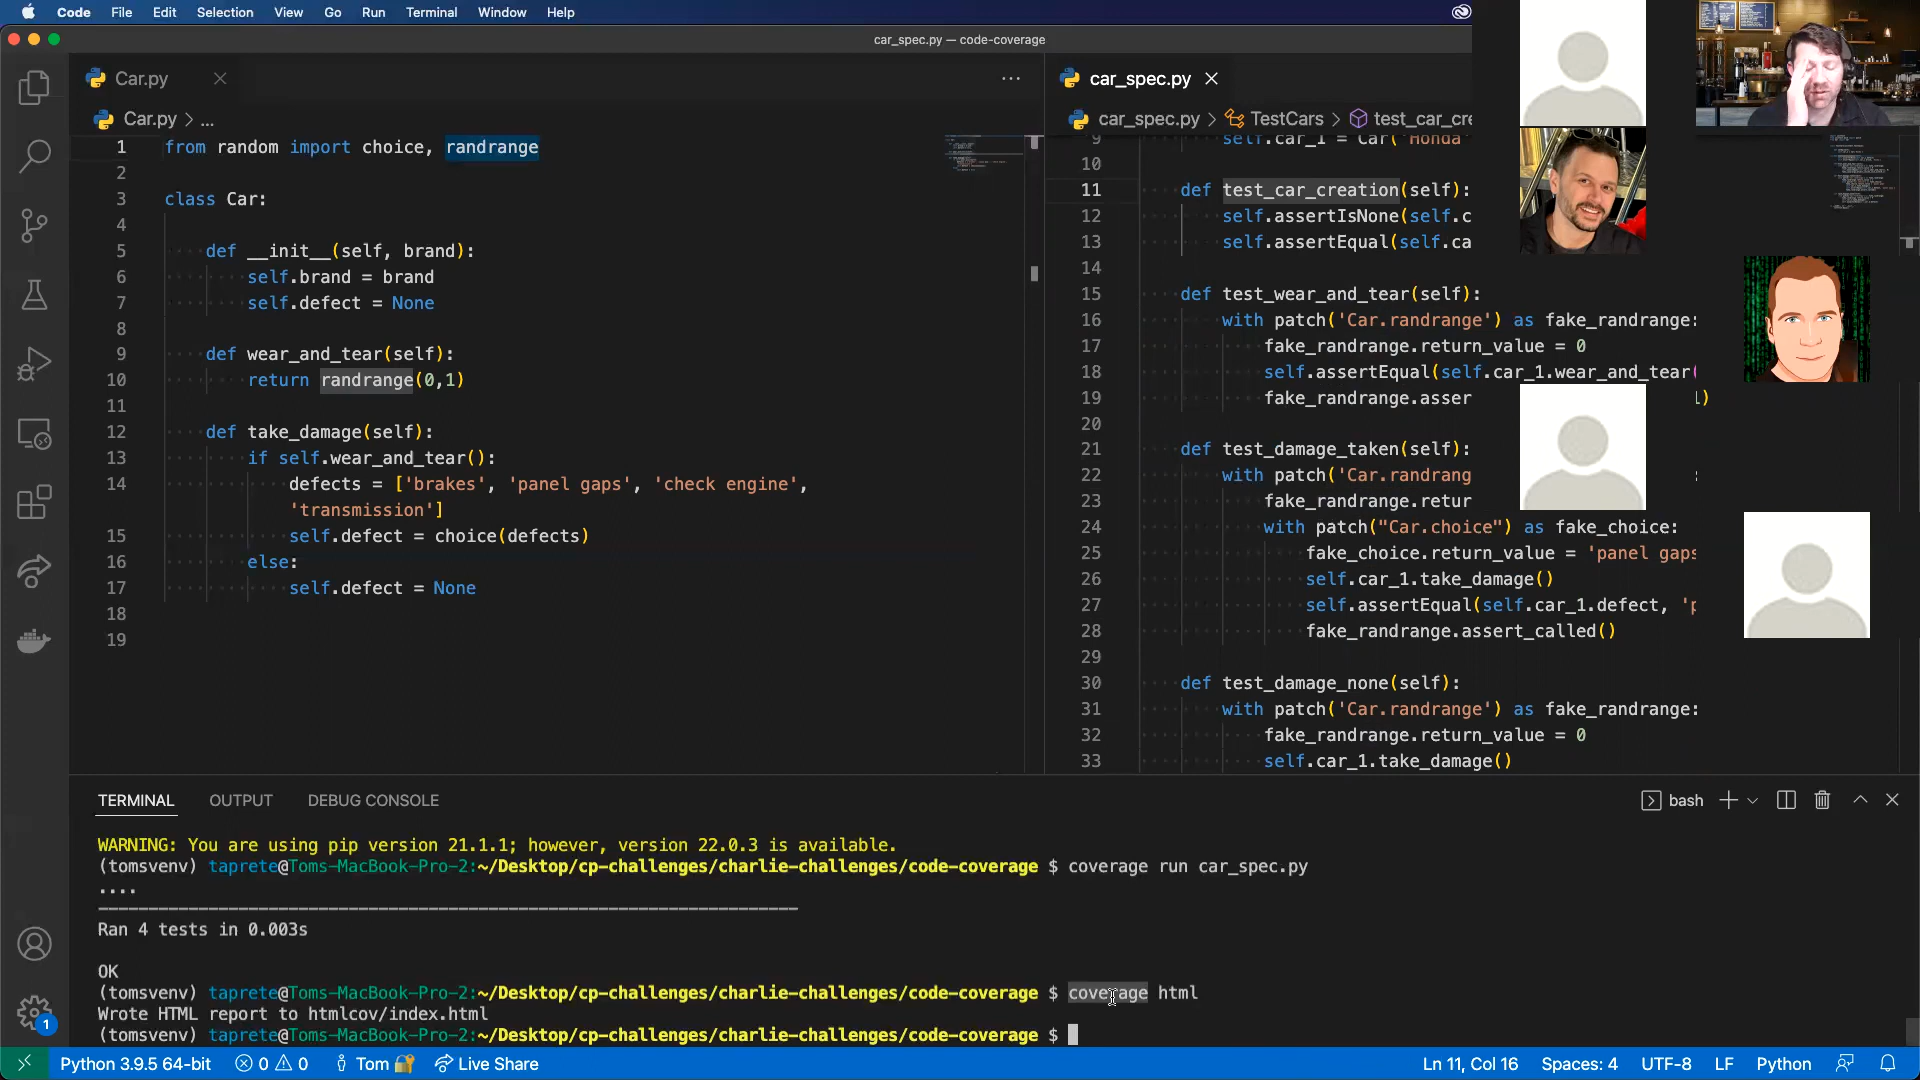 Code File Edit Selection View Go Run Terminal Window Help
car_spec.py — code-coverage
Car.py
Car.py > ...
1 from random import choice, randrange
2
3 class Car:
4
5 def __init__(self, brand):
6 self.brand = brand
7 self.defect = None
8
9 def wear_and_tear(self):
10 return randrange(0,1)
11
12 def take_damage(self):
13 if self.wear_and_tear():
14 defects = ['brakes', 'panel gaps', 'check engine',
'transmission']
15 self.defect = choice(defects)
16 else:
17 self.defect = None
18
19
car_spec.py
car_spec.py > TestCars > test_car_cre
9 self.car_1 = Car('Honda'
10
11 def test_car_creation(self):
12 self.assertIsNone(self.c
13 self.assertEqual(self.ca
14
15 def test_wear_and_tear(self):
16 with patch('Car.randrange') as fake_randrange:
17 fake_randrange.return_value = 0
18 self.assertEqual(self.car_1.wear_and_tear(
19 fake_randrange.asser )
20
21 def test_damage_taken(self):
22 with patch('Car.randrang :
23 fake_randrange.retur
24 with patch("Car.choice") as fake_choice:
25 fake_choice.return_value = 'panel gaps
26 self.car_1.take_damage()
27 self.assertEqual(self.car_1.defect, 'p
28 fake_randrange.assert_called()
29
30 def test_damage_none(self):
31 with patch('Car.randrange') as fake_randrange:
32 fake_randrange.return_value = 0
33 self.car_1.take_damage()
TERMINAL OUTPUT DEBUG CONSOLE bash
WARNING: You are using pip version 21.1.1; however, version 22.0.3 is available.
(tomsvenv) taprete@Toms-MacBook-Pro-2:~/Desktop/cp-challenges/charlie-challenges/code-coverage $ coverage run car_spec.py
....
----------------------------------------------------------------------
Ran 4 tests in 0.003s
OK
(tomsvenv) taprete@Toms-MacBook-Pro-2:~/Desktop/cp-challenges/charlie-challenges/code-coverage $ coverage html
Wrote HTML report to htmlcov/index.html
(tomsvenv) taprete@Toms-MacBook-Pro-2:~/Desktop/cp-challenges/charlie-challenges/code-coverage $
1
Python 3.9.5 64-bit 0 0 Tom Live Share Ln 11, Col 16 Spaces: 4 UTF-8 LF Python